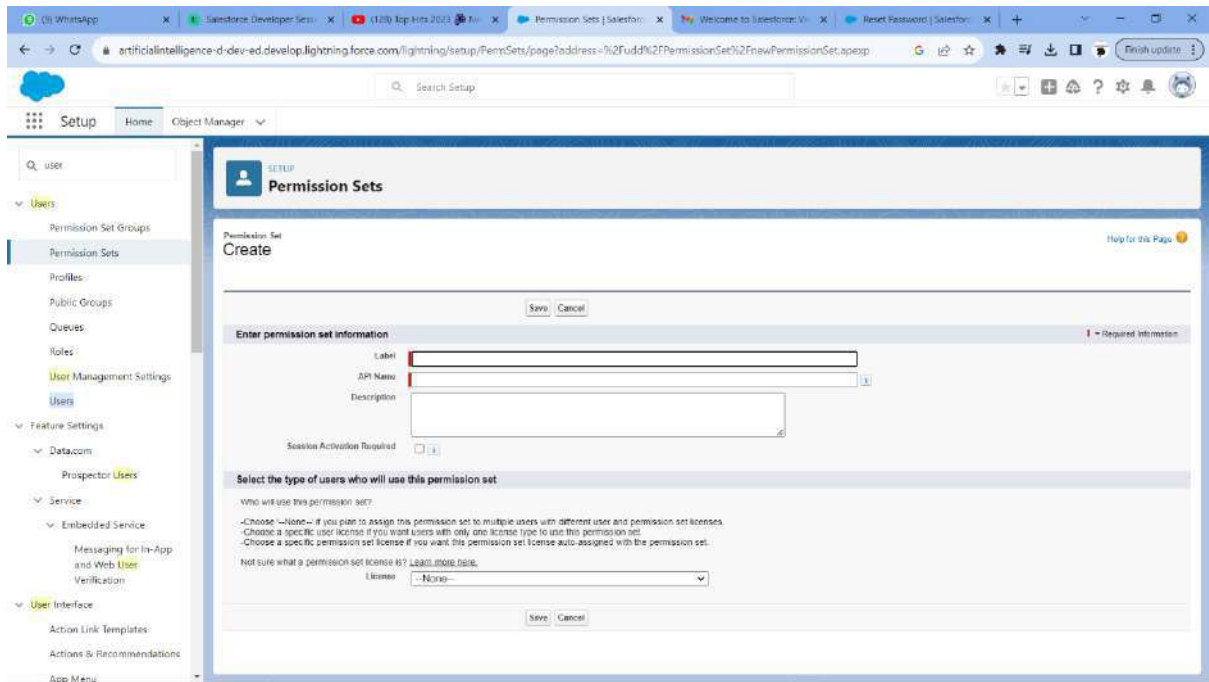 (9) WhatsApp
Salesforce Developer Sess
(128) Top Hits 2023
Permission Sets | Salesfor
Welcome to Salesforce: V
Reset Password | Salesfor
artificialintelligence-d-dev-ed.develop.lightning.force.com/lightning/setup/PermSets/page?address=%2Fudd%2FPermissionSet%2FnewPermissionSet.apexp
Finish update
Search Setup
Setup
Home
Object Manager
user
Users
Permission Set Groups
Permission Sets
Profiles
Public Groups
Queues
Roles
User Management Settings
Users
Feature Settings
Data.com
Prospector Users
Service
Embedded Service
Messaging for In-App
and Web User
Verification
User Interface
Action Link Templates
Actions & Recommendations
App Menu
SETUP
Permission Sets
Permission Set
Create
Help for this Page
Save Cancel
Enter permission set information
= Required Information
Label
API Name
Description
Session Activation Required
Select the type of users who will use this permission set
Who will use this permission set?
-Choose '--None--' if you plan to assign this permission set to multiple users with different user and permission set licenses.
-Choose a specific user license if you want users with only one license type to use this permission set.
-Choose a specific permission set license if you want this permission set license auto-assigned with the permission set.
Not sure what a permission set license is? Learn more here.
License --None--
Save Cancel